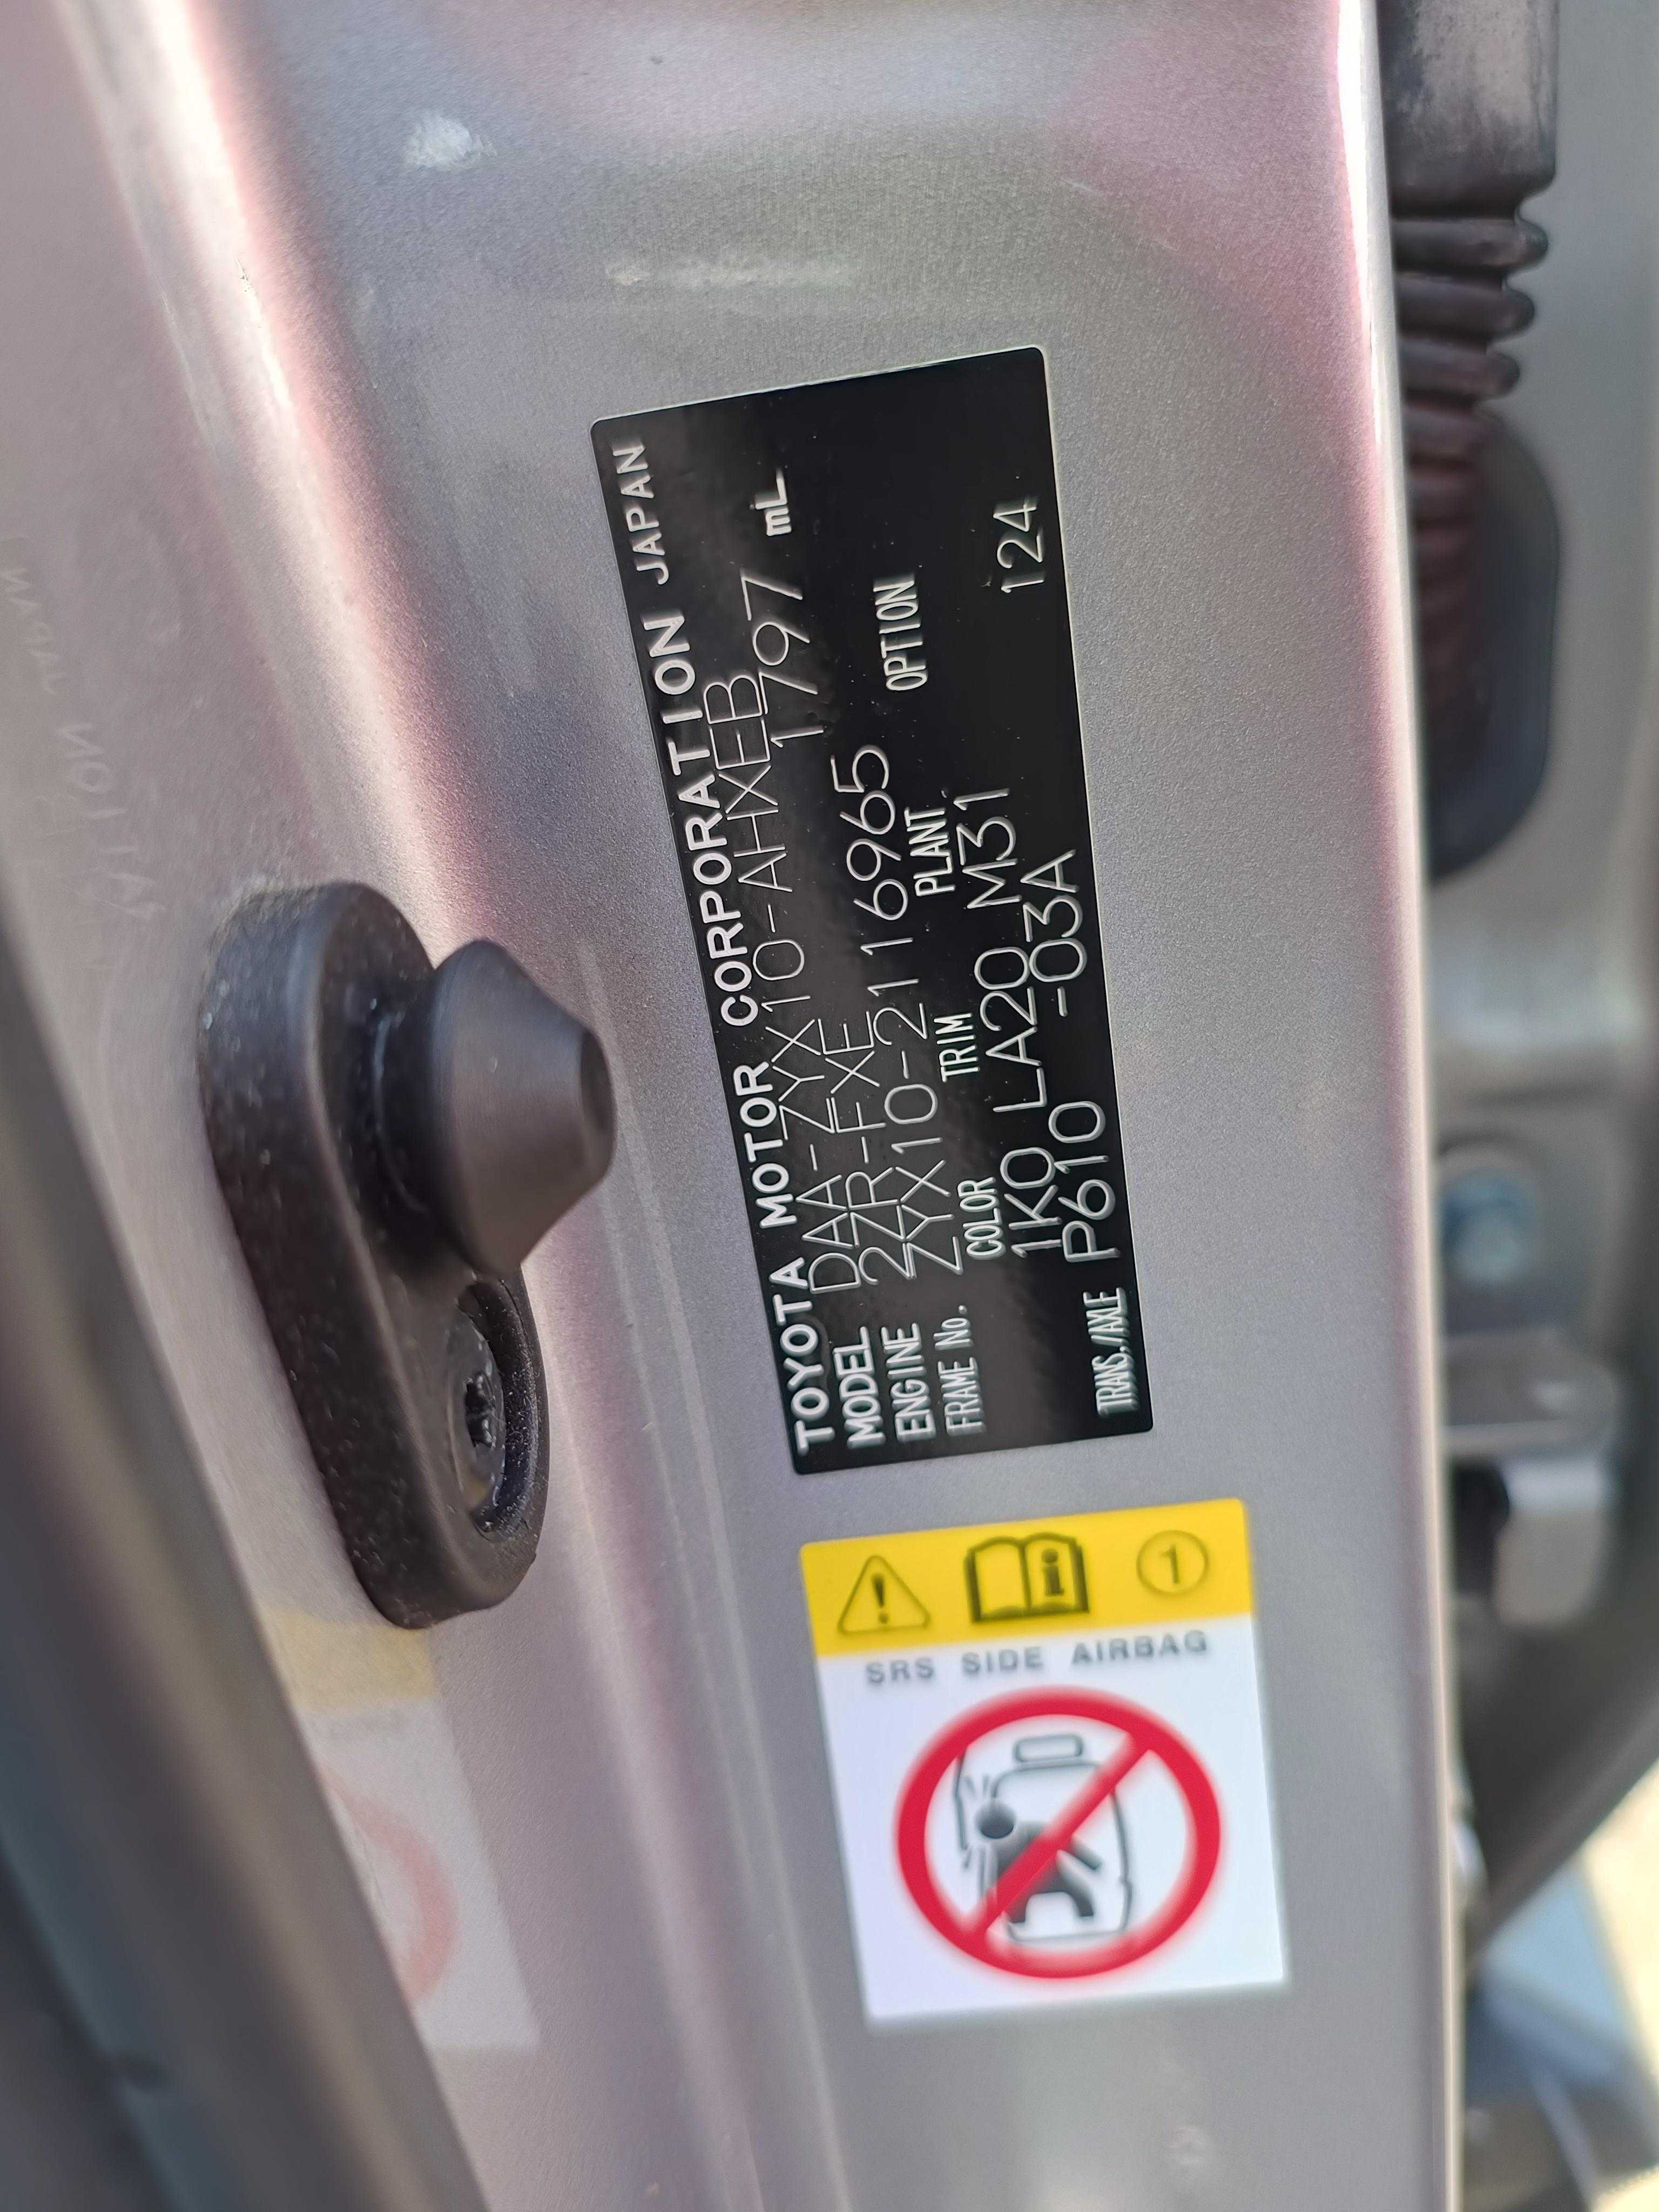 TOYOTA MOTOR CORPORATION JAPAN
MODEL DAA-ZYX10-AHXEB
ENGINE 2ZR-FXE 1797 mL
FRAME No. ZYX10-2116965
COLOR TRIM PLANT OPTION
1K0 LA20 M31 124
TRANS./AXLE P610 -03A
1
SRS SIDE AIRBAG